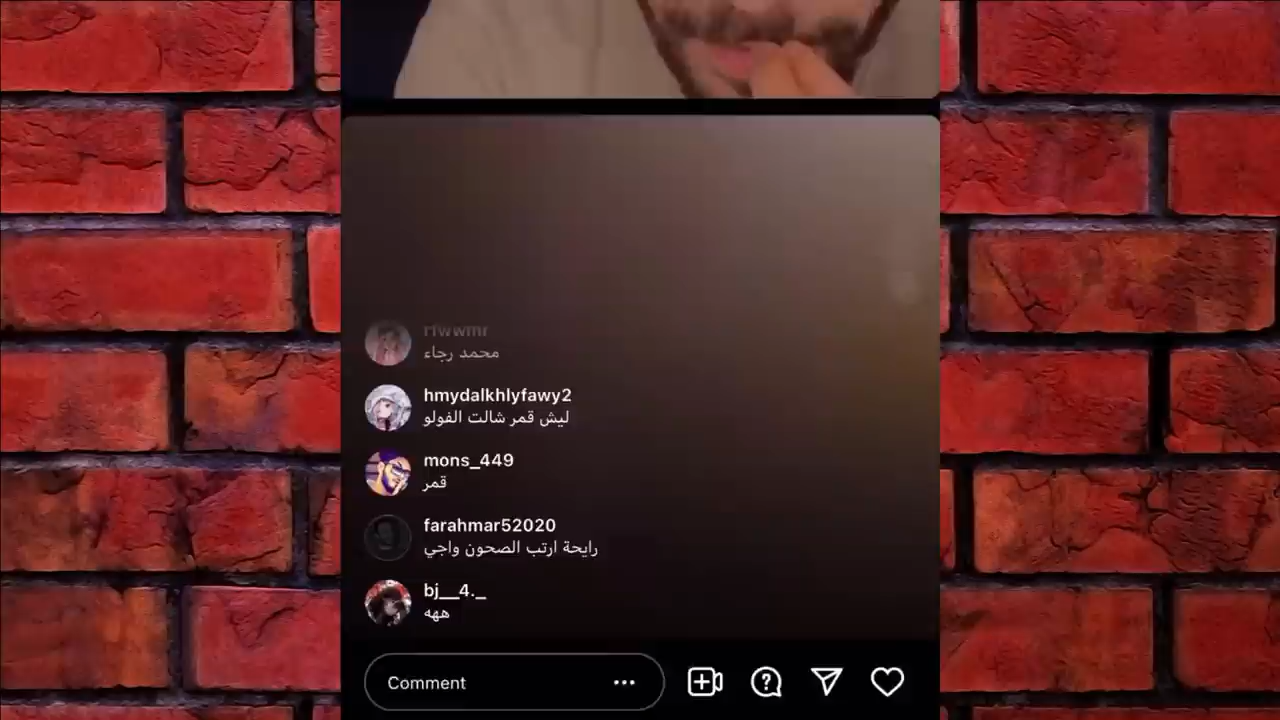 محمد رجاء
hmydalkhlyfawy2
ليش قمر شالت الفولو
mons_449
قمر
farahmar52020
رايحة ارتب الصحون واجي
bj__4._
ههه
Comment